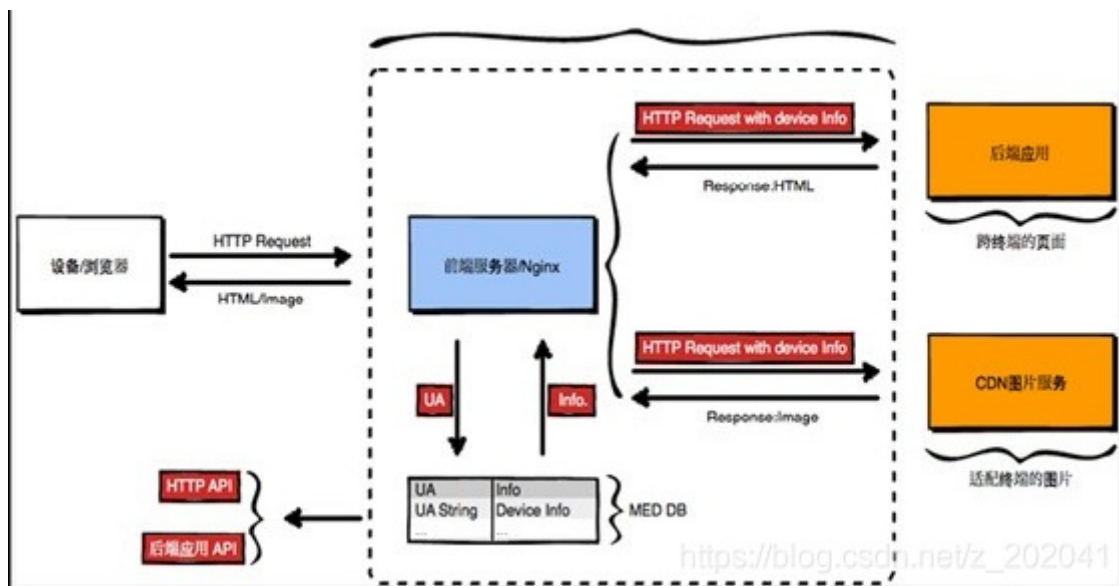 HTTP Request with device Info
后端应用
Response:HTML
跨终端的页面
设备/浏览器
HTTP Request
HTML/Image
前端服务器/Nginx
HTTP Request with device Info
CDN图片服务
Response:Image
适配终端的图片
UA
Info.
HTTP API
后端应用 API
UA Info
UA String Device Info
... ...
MED DB
https://blog.csdn.net/z_202041